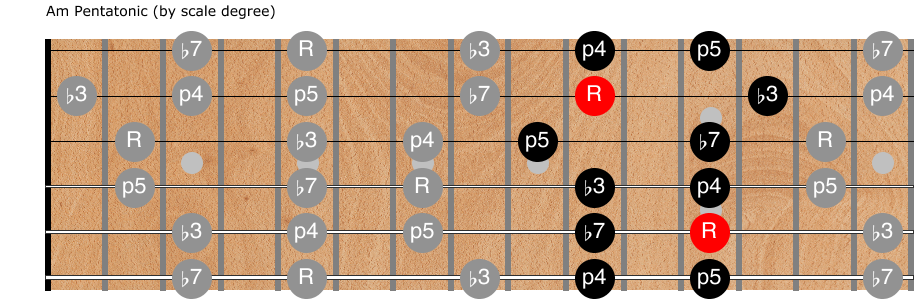 Am Pentatonic (by scale degree)
♭7 R ♭3 p4 p5 ♭7
♭3 p4 p5 ♭7 R ♭3 p4
R ♭3 p4 p5 ♭7 R
p5 ♭7 R ♭3 p4 p5
♭3 p4 p5 ♭7 R ♭3
♭7 R ♭3 p4 p5 ♭7